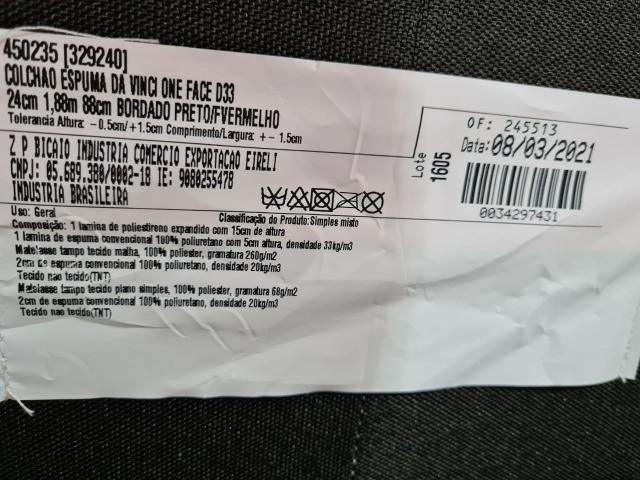 450235 [329240]
COLCHAO ESPUMA DA VINCI ONE FACE D33
24cm 1,88m 88cm BORDADO PRETO/FVERMELHO
Tolerancia Altura: -0.5cm/+1.5cm Comprimento/Largura: +- 1.5cm
Z P BICAIO INDUSTRIA COMERCIO EXPORTACAO EIRELI
CNPJ: 05.689.380/0002-18 IE: 9080255478
INDUSTRIA BRASILEIRA
OF: 245513
Data:08/03/2021
Lote
1605
0034297431
Uso: Geral
Classificação do Produto:Simples misto
Composição: 1 lamina de poliestireno expandido com 15cm de altura
1 lamina de espuma convencional 100% poliuretano com 5cm altura, densidade 33kg/m3
Matelasse tampo tecido malha, 100% poliester, gramatura 260g/m2
2cm de espuma convencional 100% poliuretano, densidade 20kg/m3
Tecido nao tecido(TNT)
Matelasse tampo tecido plano simples, 100% poliester, gramatura 68g/m2
2cm de espuma convencional 100% poliuretano, densidade 20kg/m3
Tecido nao tecido(TNT)